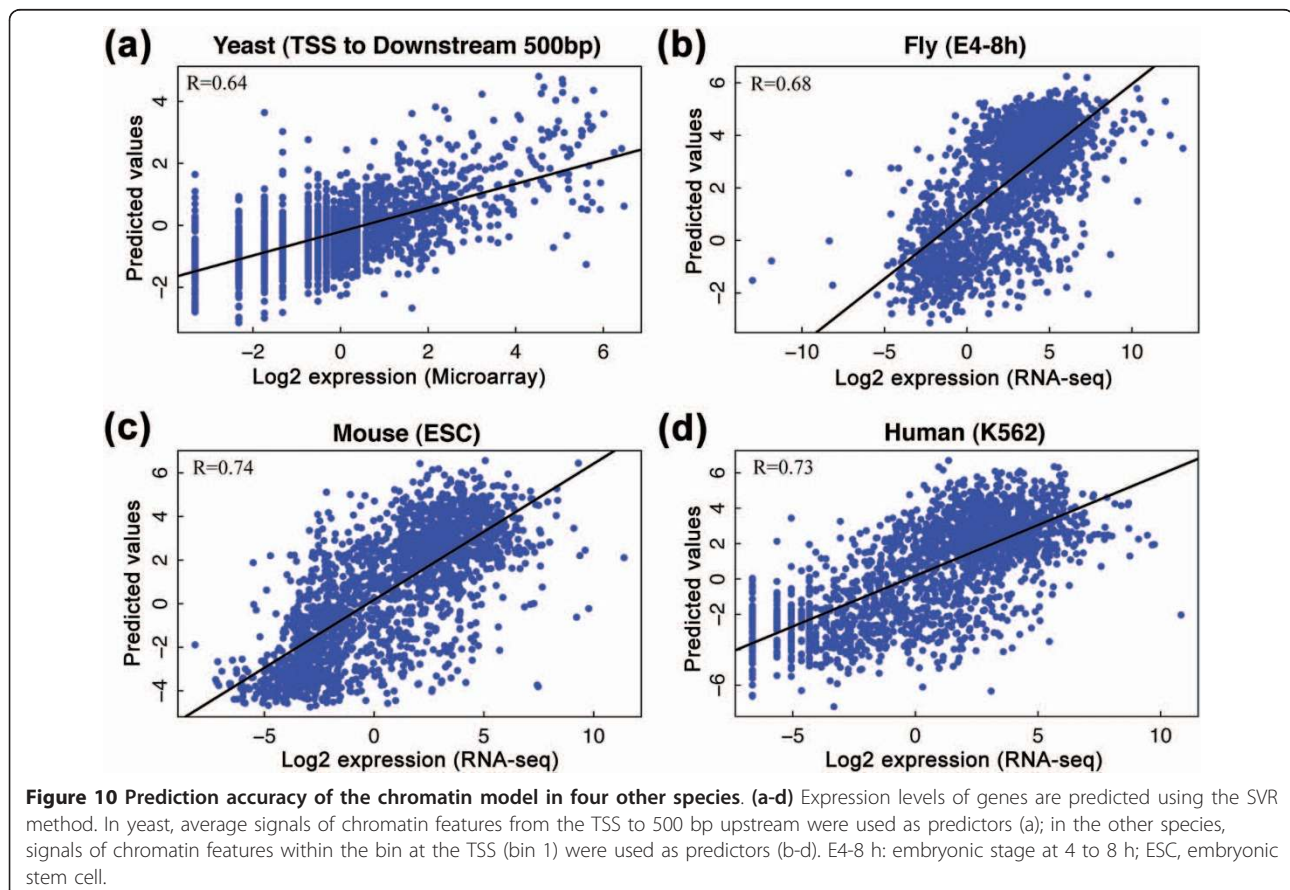 (a) Yeast (TSS to Downstream 500bp)
R=0.64
Predicted values
4
2
0
−2
−2 0 2 4 6
Log2 expression (Microarray)
(b) Fly (E4-8h)
R=0.68
Predicted values
6
4
2
0
−2
−10 −5 0 5 10
Log2 expression (RNA-seq)
(c) Mouse (ESC)
R=0.74
Predicted values
6
4
2
0
−2
−4
−5 0 5 10
Log2 expression (RNA-seq)
(d) Human (K562)
R=0.73
Predicted values
6
4
2
0
−2
−6
−5 0 5 10
Log2 expression (RNA-seq)
Figure 10 Prediction accuracy of the chromatin model in four other species. (a-d) Expression levels of genes are predicted using the SVR
method. In yeast, average signals of chromatin features from the TSS to 500 bp upstream were used as predictors (a); in the other species,
signals of chromatin features within the bin at the TSS (bin 1) were used as predictors (b-d). E4-8 h: embryonic stage at 4 to 8 h; ESC, embryonic
stem cell.